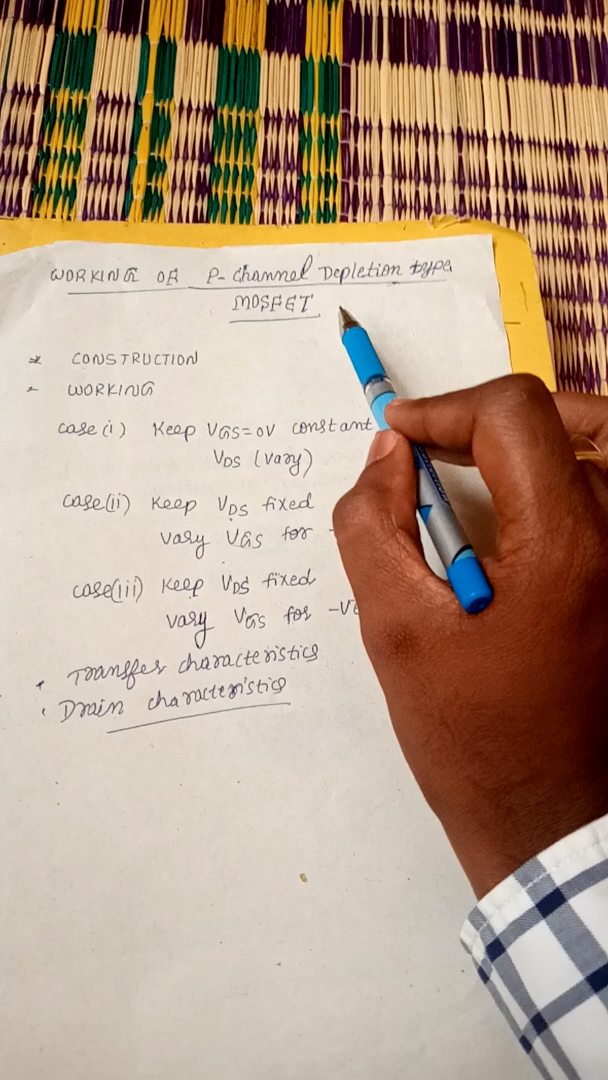 WORKING OF P-channel Depletion type
MOSFET
* CONSTRUCTION
- WORKING
case(i) Keep VGS=0V constant
VDS (vary)
case(ii) Keep VDS fixed
vary VGS for
case(iii) Keep VDS fixed
vary VGS for -ve
• Transfer characteristics
• Drain characteristics